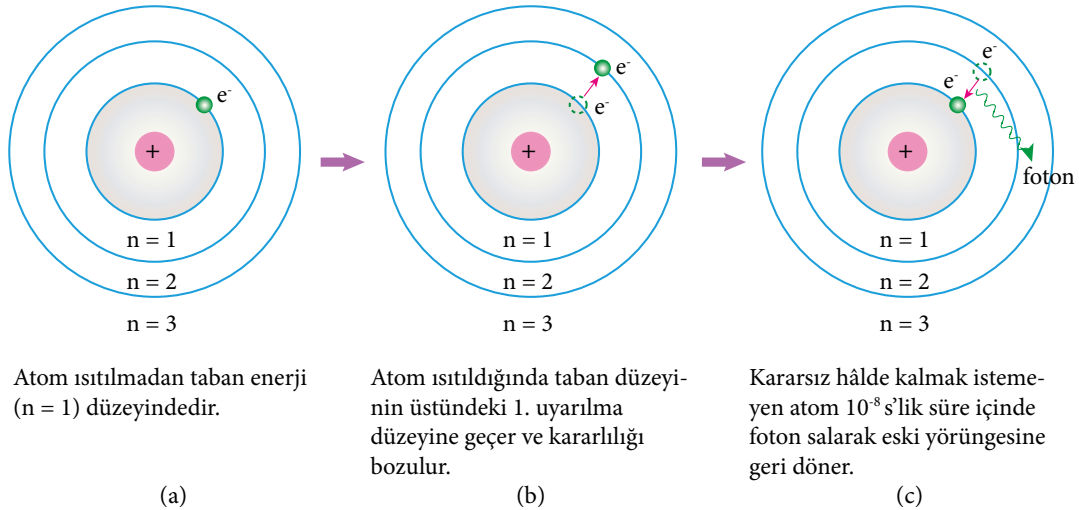 e-
+
n = 1
n = 2
n = 3
Atom ısıtılmadan taban enerji
(n = 1) düzeyindedir.
(a)
e-
e-
+
n = 1
n = 2
n = 3
Atom ısıtıldığında taban düzeyi-
nin üstündeki 1. uyarılma
düzeyine geçer ve kararlılığı
bozulur.
(b)
e-
e-
+
foton
n = 1
n = 2
n = 3
Kararsız hâlde kalmak isteme-
yen atom 10⁻⁸ s’lik süre içinde
foton salarak eski yörüngesine
geri döner.
(c)